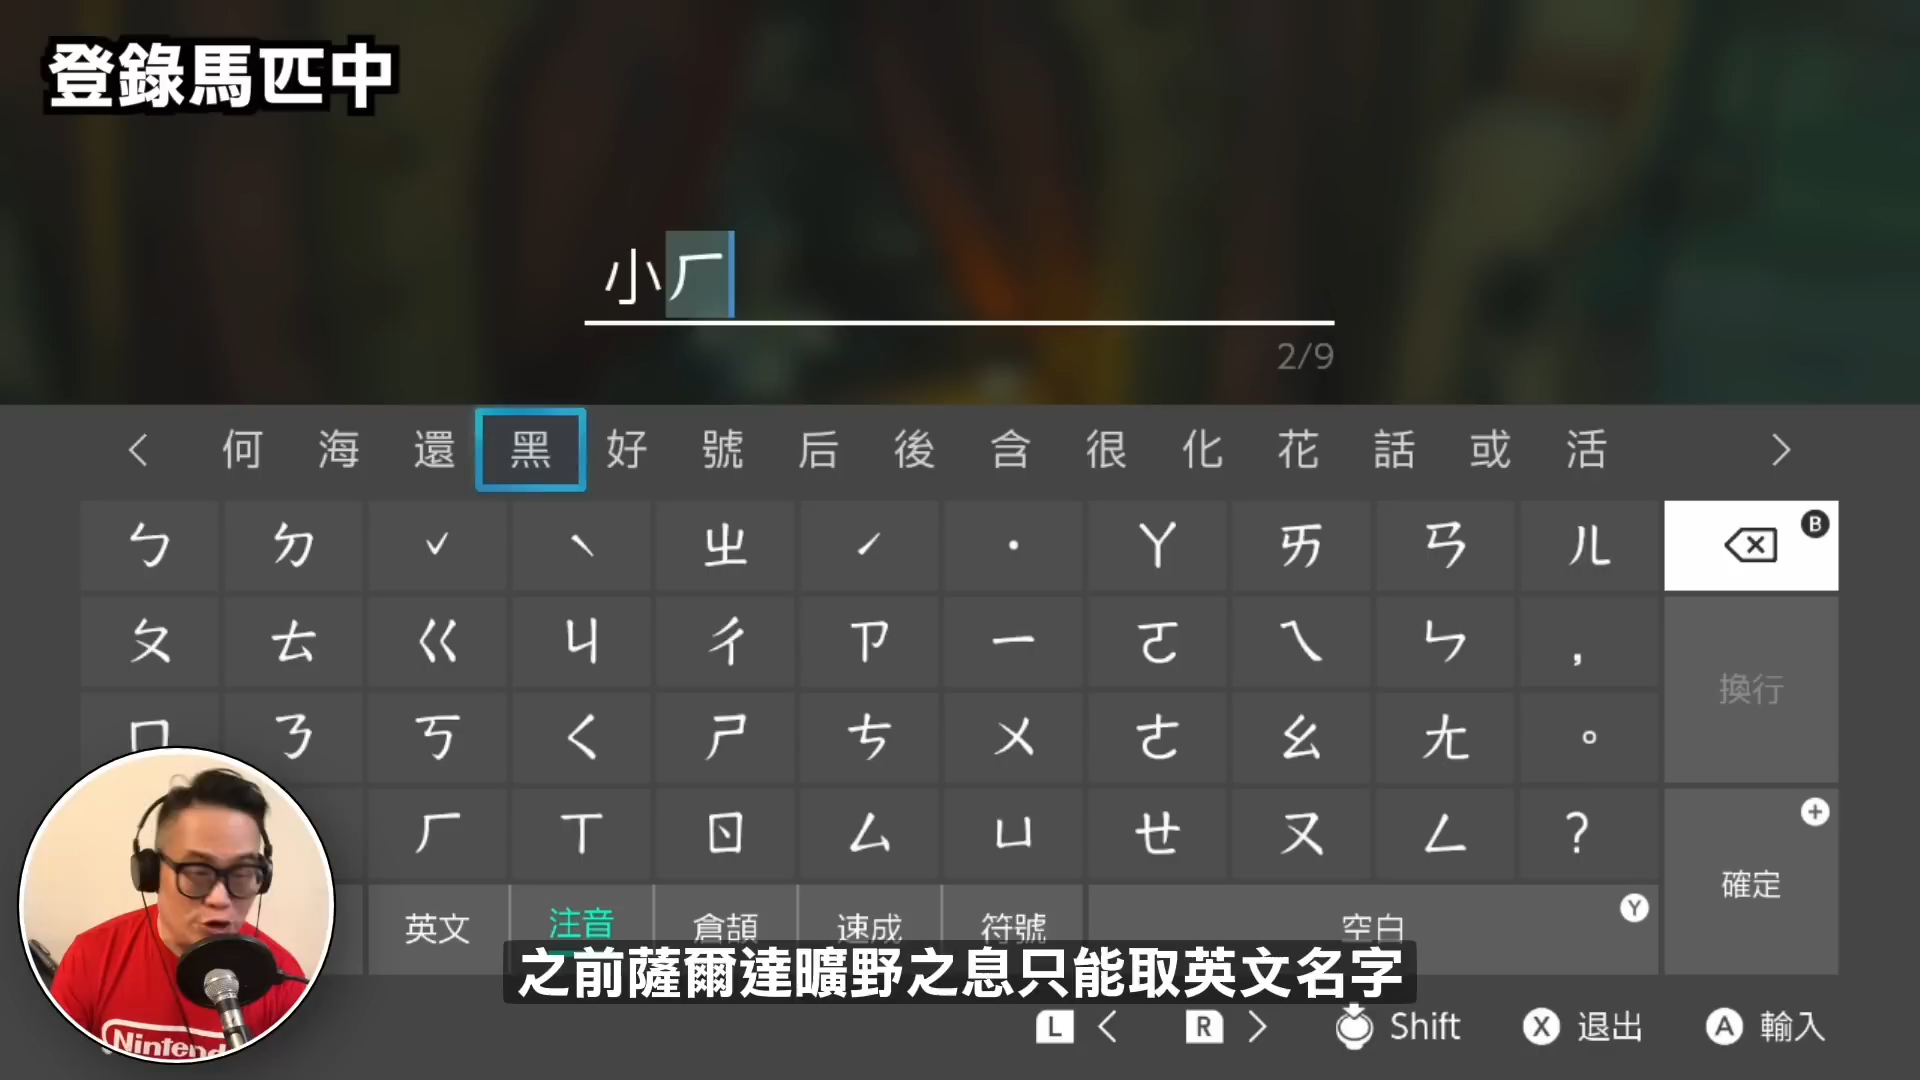 登錄馬匹中
小ㄏ
2/9
何 海 還 黑 好 號 后 後 含 很 化 花 話 或 活
ㄅ ㄉ ˇ ˋ ㄓ ˊ ˙ ㄚ ㄞ ㄢ ㄦ B
ㄆ ㄊ ㄍ ㄐ ㄔ ㄗ ㄧ ㄛ ㄟ ㄣ , 換行
ㄇ ㄋ ㄎ ㄑ ㄕ ㄘ ㄨ ㄜ ㄠ ㄤ 。
ㄏ ㄒ ㄖ ㄙ ㄩ ㄝ ㄡ ㄥ ? 確定
英文 注音 倉頡 速成 符號 空白 Y
之前薩爾達曠野之息只能取英文名字
L R Shift X 退出 A 輸入
Nintend